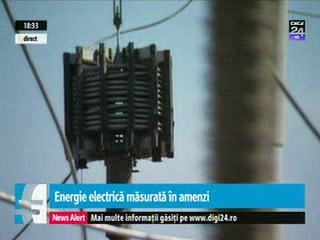 18:33
direct
DIGI
24
Energie electrică măsurată în amenzi
News Alert
Mai multe informații găsiți pe www.digi24.ro